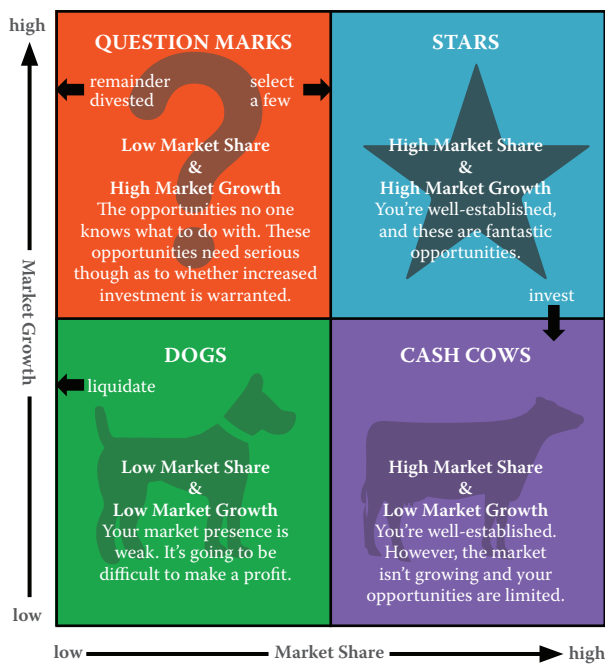 high
QUESTION MARKS
remainder
divested
select
a few
Low Market Share
&
High Market Growth
The opportunities no one
knows what to do with. These
opportunities need serious
though as to whether increased
investment is warranted.
STARS
High Market Share
&
High Market Growth
You're well-established,
and these are fantastic
opportunities.
invest
Market Growth
DOGS
liquidate
Low Market Share
&
Low Market Growth
Your market presence is
weak. It's going to be
difficult to make a profit.
CASH COWS
High Market Share
&
Low Market Growth
You're well-established.
However, the market
isn't growing and your
opportunities are limited.
low
low
Market Share
high